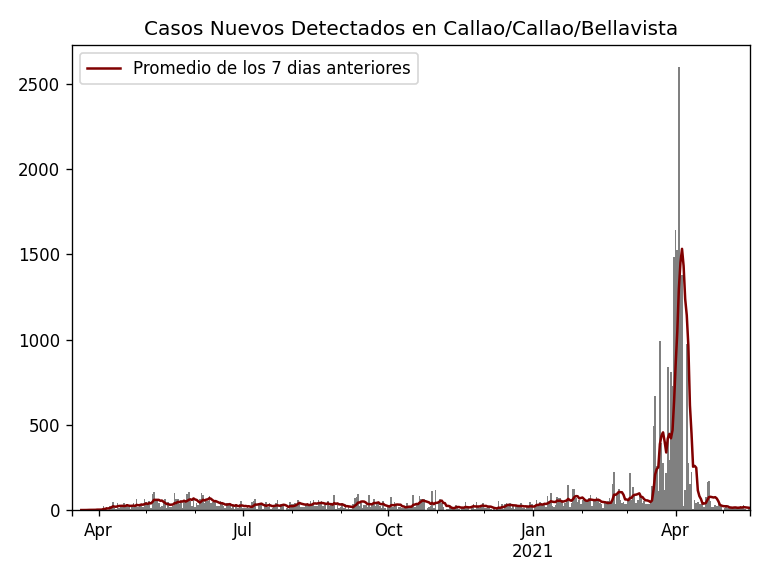 Casos Nuevos Detectados en Callao/Callao/Bellavista
Promedio de los 7 dias anteriores
2500
2000
1500
1000
500
0
Apr Jul Oct Jan Apr
2021